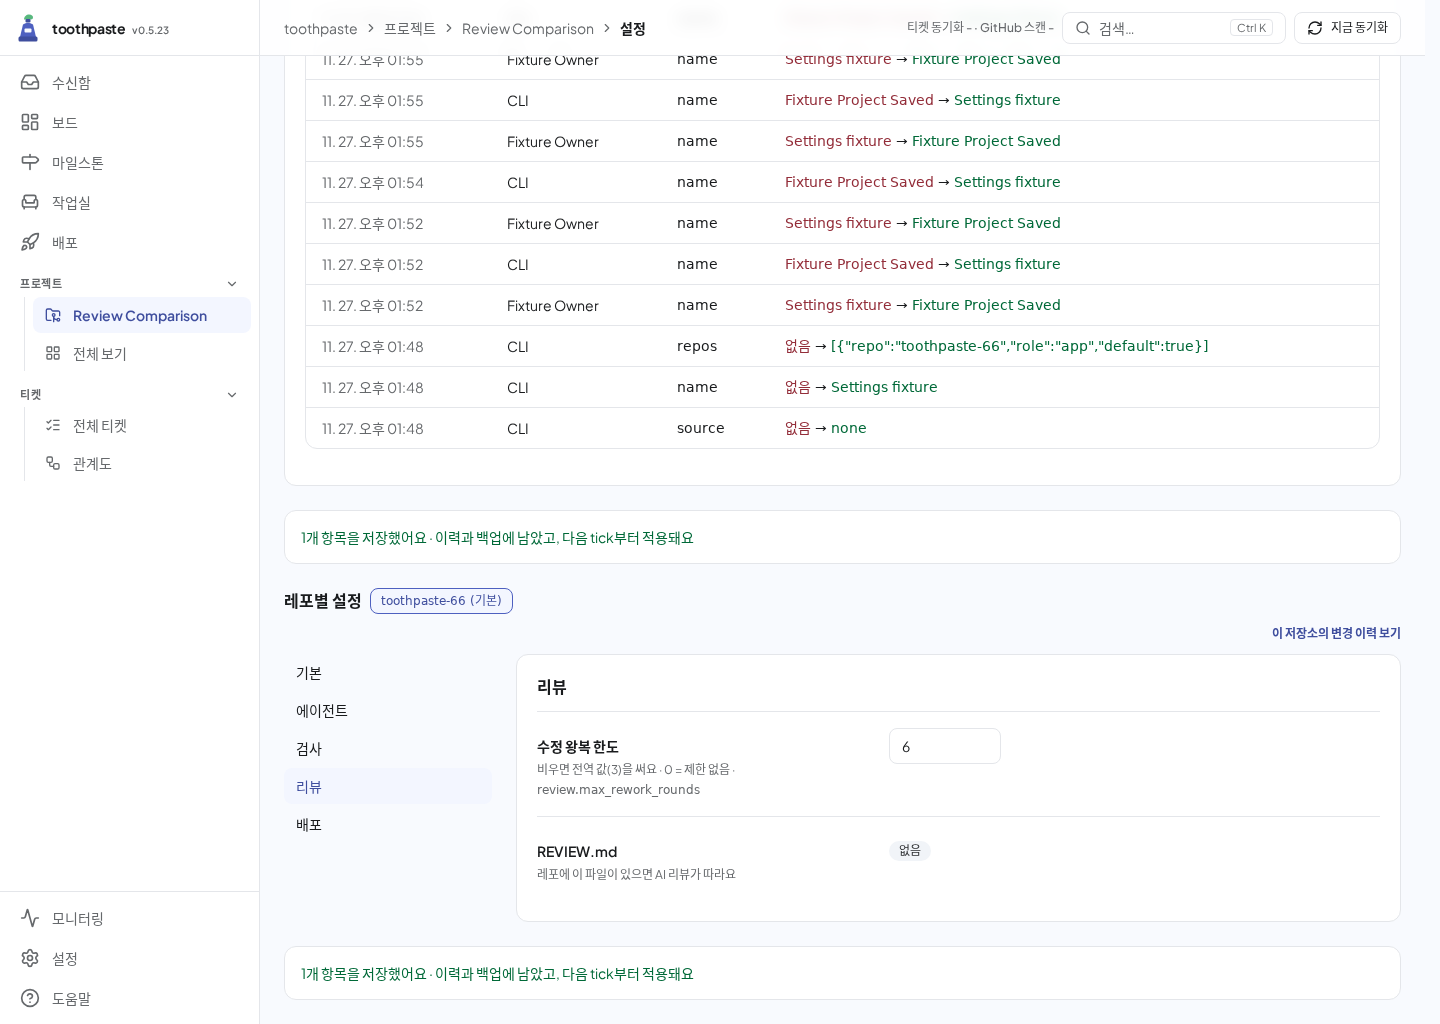 toothpaste v0.5.23
수신함
보드
마일스톤
작업실
배포
프로젝트
Review Comparison
전체 보기
티켓
전체 티켓
관계도
모니터링
설정
도움말
toothpaste > 프로젝트 > Review Comparison > 설정
티켓 동기화 - · GitHub 스캔 -
검색... Ctrl K
지금 동기화
11. 27. 오후 01:55 Fixture Owner name Settings fixture → Fixture Project Saved
11. 27. 오후 01:55 CLI name Fixture Project Saved → Settings fixture
11. 27. 오후 01:55 Fixture Owner name Settings fixture → Fixture Project Saved
11. 27. 오후 01:54 CLI name Fixture Project Saved → Settings fixture
11. 27. 오후 01:52 Fixture Owner name Settings fixture → Fixture Project Saved
11. 27. 오후 01:52 CLI name Fixture Project Saved → Settings fixture
11. 27. 오후 01:52 Fixture Owner name Settings fixture → Fixture Project Saved
11. 27. 오후 01:48 CLI repos 없음 → [{"repo":"toothpaste-66","role":"app","default":true}]
11. 27. 오후 01:48 CLI name 없음 → Settings fixture
11. 27. 오후 01:48 CLI source 없음 → none
1개 항목을 저장했어요 · 이력과 백업에 남았고, 다음 tick부터 적용돼요
레포별 설정 toothpaste-66 (기본)
이 저장소의 변경 이력 보기
기본
에이전트
검사
리뷰
배포
리뷰
수정 왕복 한도 6
비우면 전역 값(3)을 써요 · 0 = 제한 없음 ·
review.max_rework_rounds
REVIEW.md 없음
레포에 이 파일이 있으면 AI 리뷰가 따라요
1개 항목을 저장했어요 · 이력과 백업에 남았고, 다음 tick부터 적용돼요